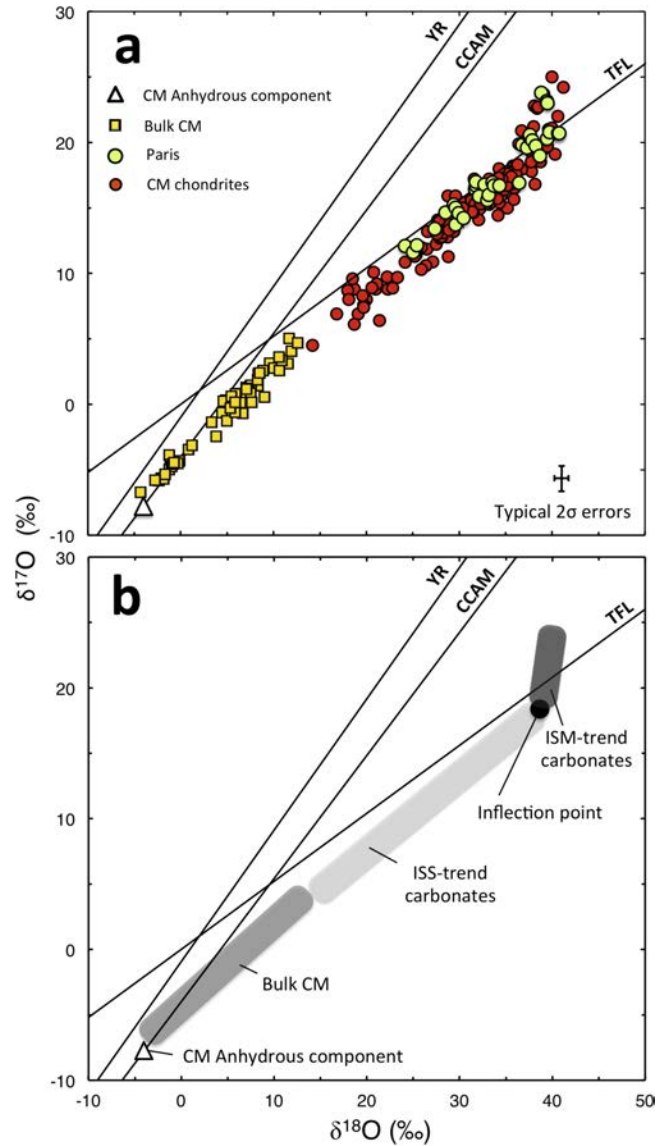 30
a
YR
CCAM
TFL
CM Anhydrous component
Bulk CM
Paris
CM chondrites
20
10
0
-10
δ17O (‰)
Typical 2σ errors
30
b
YR
CCAM
TFL
20
ISM-trend
carbonates
Inflection point
10
ISS-trend
carbonates
0
Bulk CM
CM Anhydrous component
-10
-10 0 10 20 30 40 50
δ18O (‰)